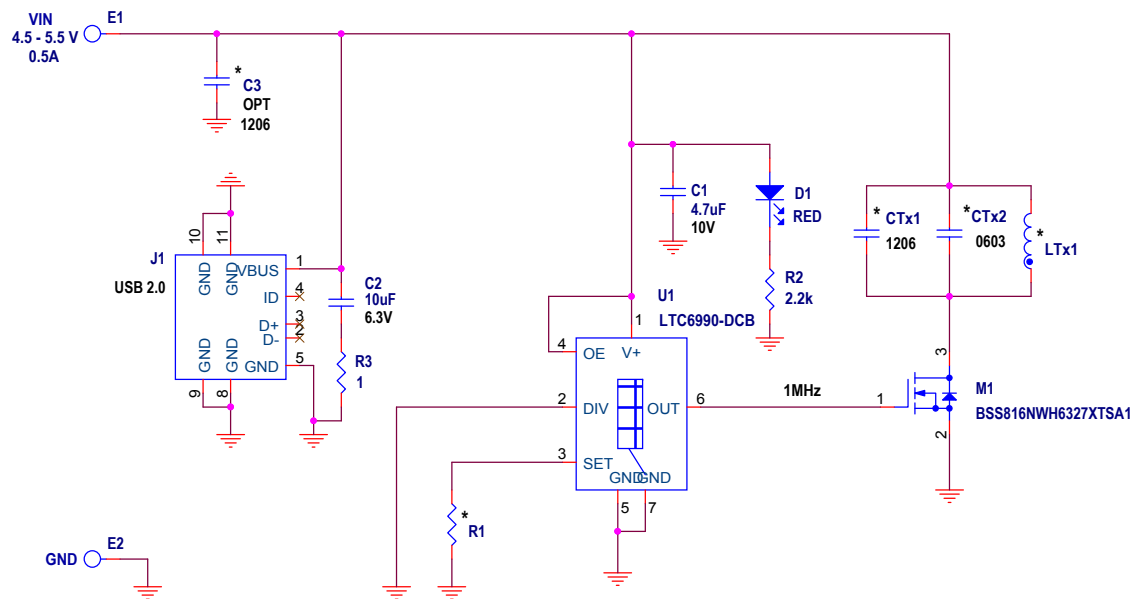 VIN
4.5 - 5.5 V
0.5A
E1
*
C3
OPT
1206
10
11
J1
USB 2.0
GND
GND
VBUS
1
ID
4
D+
3
D-
2
GND
5
GND
GND
9
8
C2
10uF
6.3V
R3
1
C1
4.7uF
10V
D1
RED
R2
2.2k
U1
LTC6990-DCB
1
4
OE
V+
2
DIV
OUT
6
3
SET
GND
GND
5
7
*
R1
1MHz
*
CTx1
1206
*
CTx2
0603
*
LTx1
3
1
2
M1
BSS816NWH6327XTSA1
GND
E2